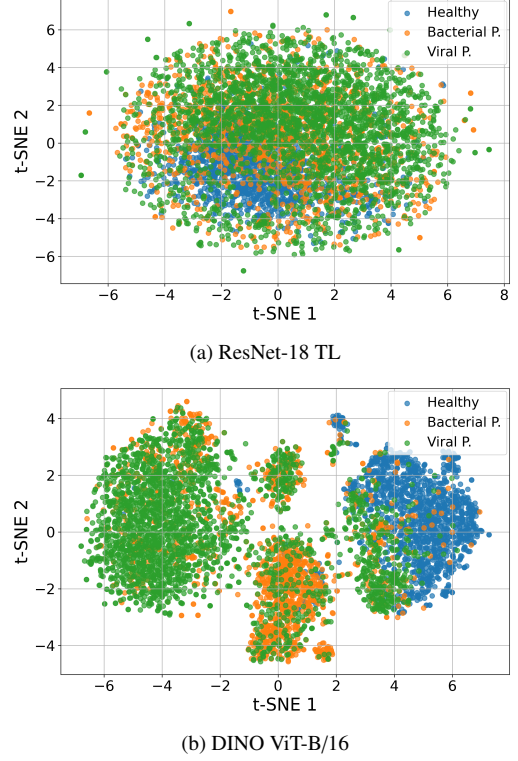 Healthy
Bacterial P.
Viral P.
6
4
2
0
−2
−4
−6
t-SNE 2
−6 −4 −2 0 2 4 6 8
t-SNE 1
(a) ResNet-18 TL
Healthy
Bacterial P.
Viral P.
4
2
0
−2
−4
t-SNE 2
−6 −4 −2 0 2 4 6
t-SNE 1
(b) DINO ViT-B/16